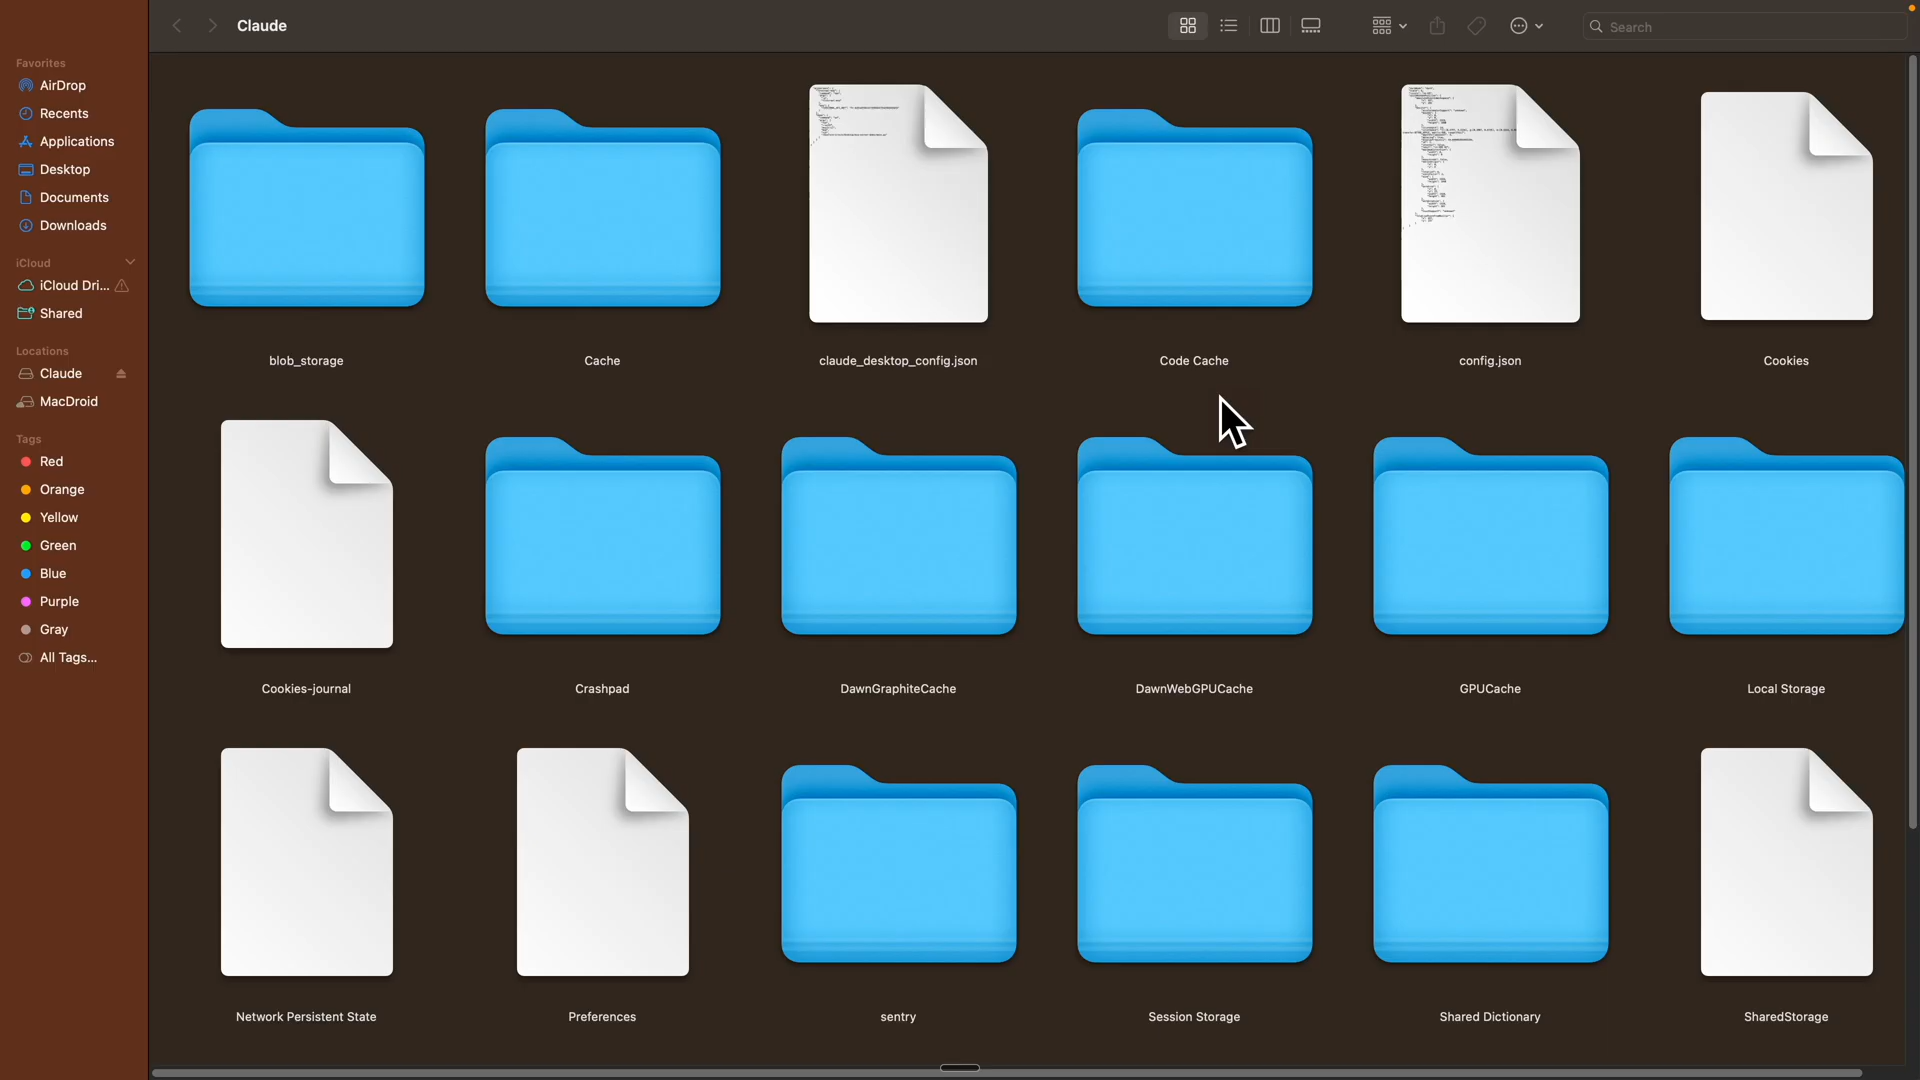 Claude
Search
Favorites
AirDrop
Recents
Applications
Desktop
Documents
Downloads
iCloud
iCloud Dri...
Shared
Locations
Claude
MacDroid
Tags
Red
Orange
Yellow
Green
Blue
Purple
Gray
All Tags...
blob_storage
Cache
claude_desktop_config.json
Code Cache
config.json
Cookies
Cookies-journal
Crashpad
DawnGraphiteCache
DawnWebGPUCache
GPUCache
Local Storage
Network Persistent State
Preferences
sentry
Session Storage
Shared Dictionary
SharedStorage